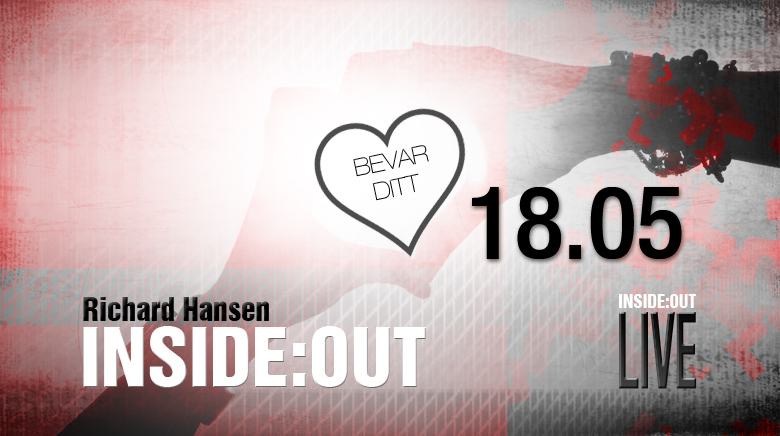 BEVAR
DITT
18.05
Richard Hansen
INSIDE:OUT
INSIDE:OUT
LIVE